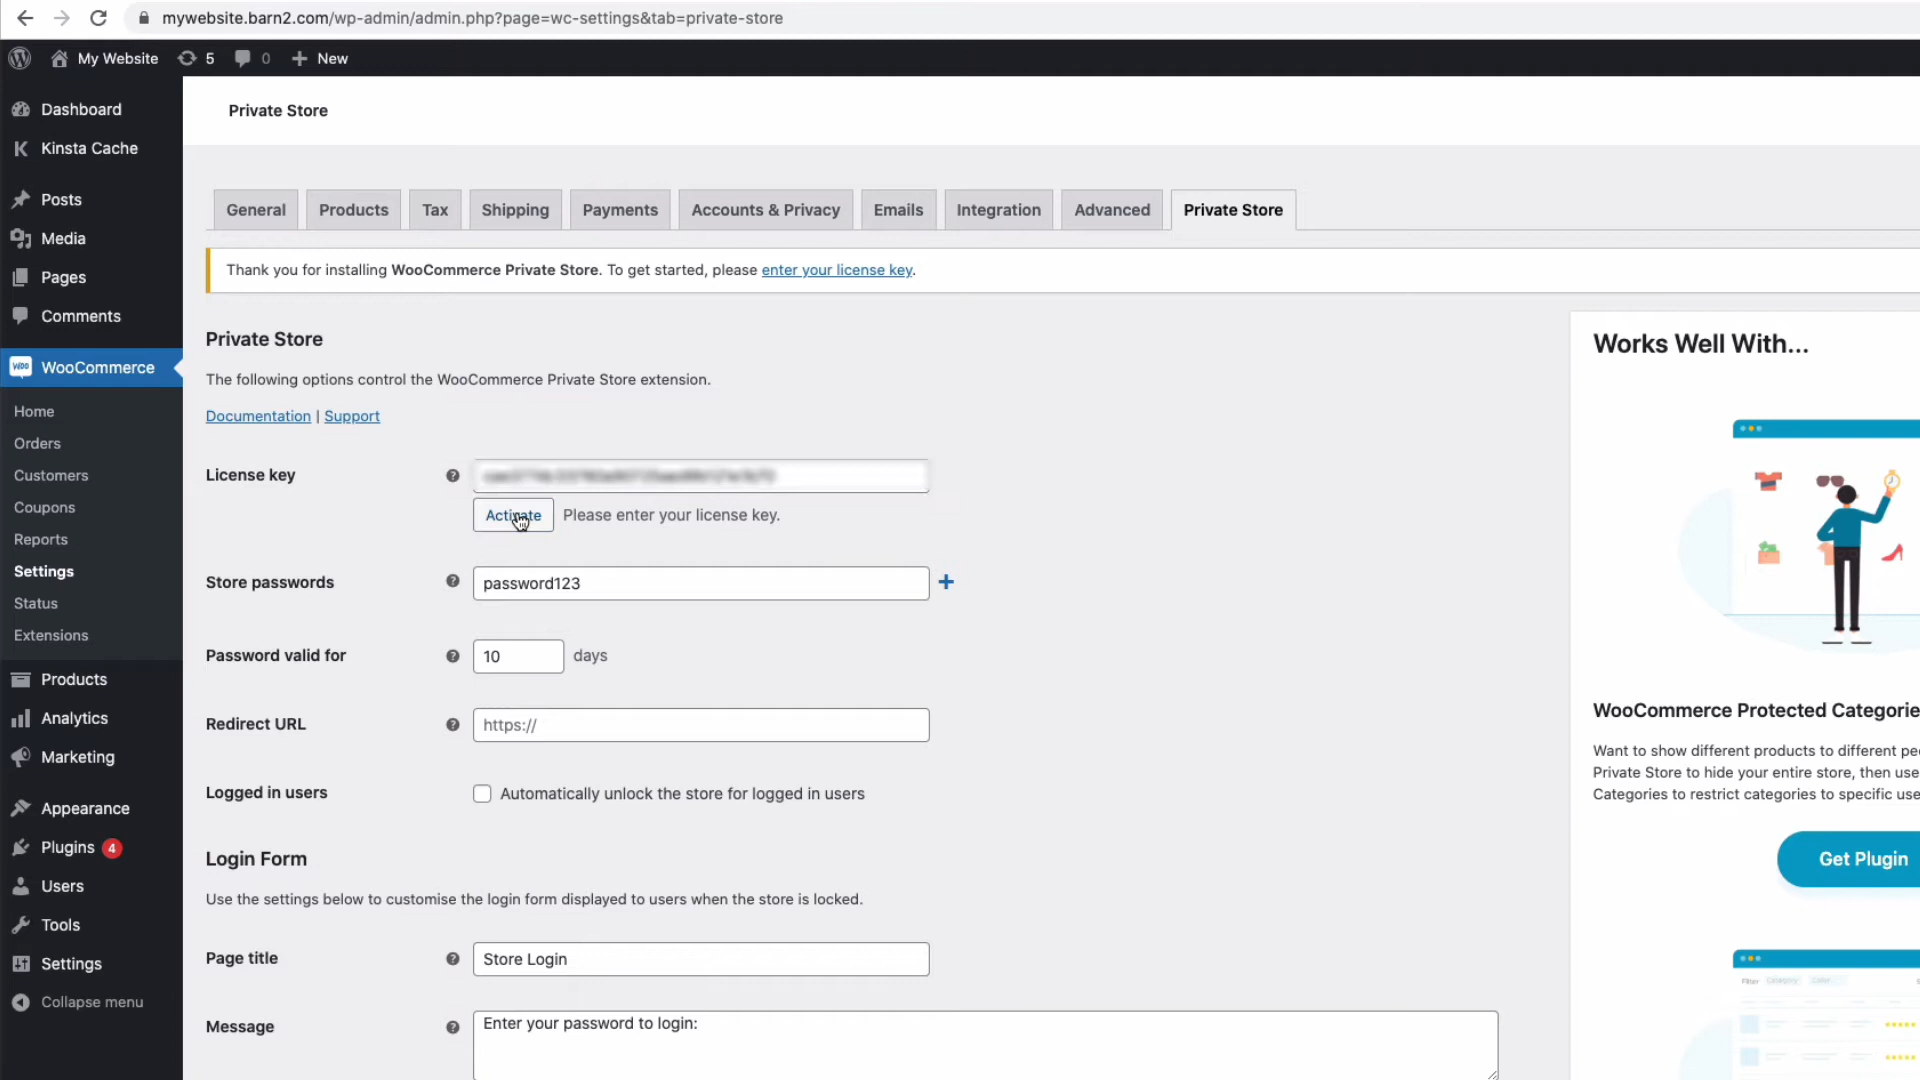 mywebsite.barn2.com/wp-admin/admin.php?page=wc-settings&tab=private-store
My Website 5 0 New
Dashboard
Kinsta Cache
Posts
Media
Pages
Comments
WooCommerce
Home
Orders
Customers
Coupons
Reports
Settings
Status
Extensions
Products
Analytics
Marketing
Appearance
Plugins 4
Users
Tools
Settings
Collapse menu
Private Store
General Products Tax Shipping Payments Accounts & Privacy Emails Integration Advanced Private Store
Thank you for installing WooCommerce Private Store. To get started, please enter your license key.
Private Store
The following options control the WooCommerce Private Store extension.
Documentation | Support
License key
Activate Please enter your license key.
Store passwords password123
Password valid for 10 days
Redirect URL https://
Logged in users Automatically unlock the store for logged in users
Login Form
Use the settings below to customise the login form displayed to users when the store is locked.
Page title Store Login
Message Enter your password to login:
Works Well With...
WooCommerce Protected Categorie
Want to show different products to different pe
Private Store to hide your entire store, then use
Categories to restrict categories to specific use
Get Plugin
Filter Category